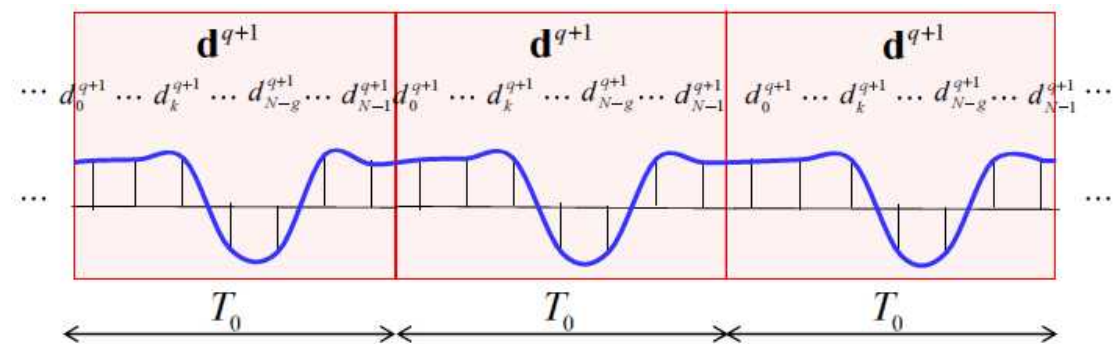 𝐝^{q+1} 𝐝^{q+1} 𝐝^{q+1}
⋯ d_0^{q+1} ⋯ d_k^{q+1} ⋯ d_{N-g}^{q+1} ⋯ d_{N-1}^{q+1} d_0^{q+1} ⋯ d_k^{q+1} ⋯ d_{N-g}^{q+1} ⋯ d_{N-1}^{q+1} d_0^{q+1} ⋯ d_k^{q+1} ⋯ d_{N-g}^{q+1} ⋯ d_{N-1}^{q+1} ⋯
⋯ ⋯
T_0 T_0 T_0